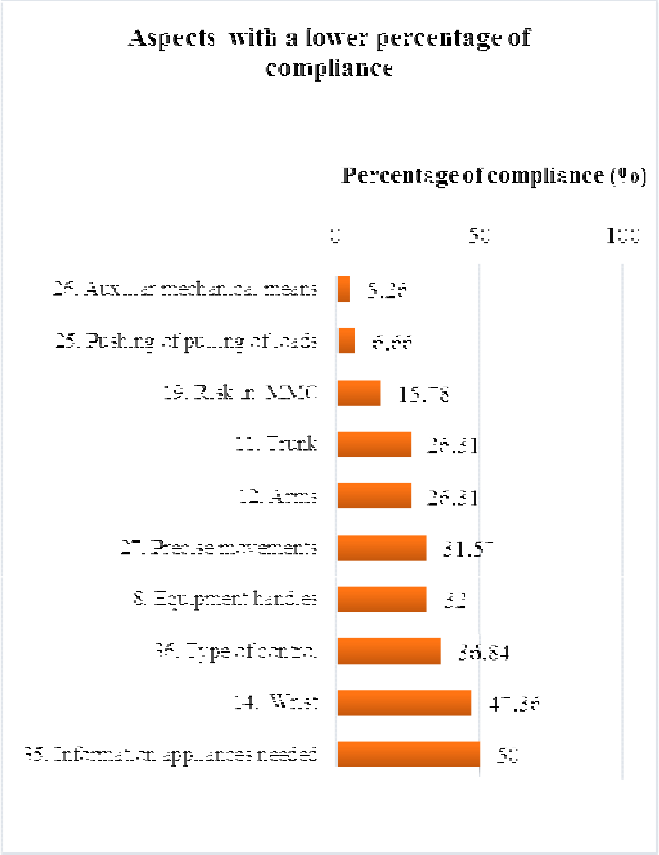 Aspects with a lower percentage of
compliance
Percentage of compliance (%)
0 50 100
26. Auxiliar mechanical means 5,26
25. Pushing of pulling of loads 6,66
19. Risk in MMC 15,78
11. Trunk 26,31
12. Arms 26,31
27. Precise movements 31,57
8. Equipment handles 32
36. Type of control 36,84
14. Wrist 47,36
35. Information appliances needed 50